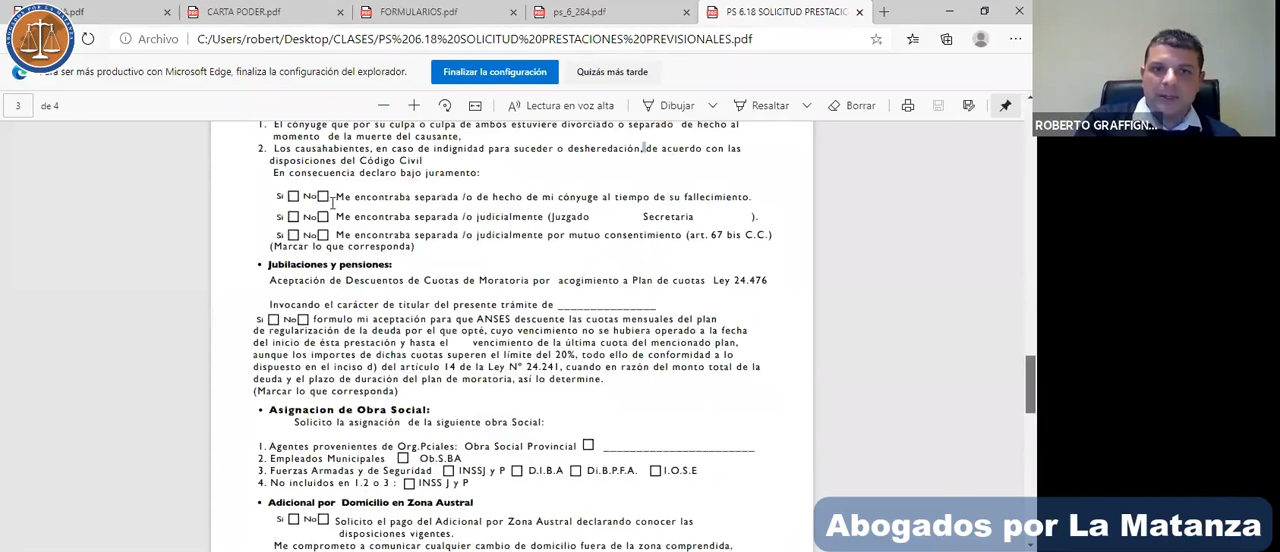 CARTA PODER.pdf
FORMULARIOS.pdf
ps_6_284.pdf
PS 6.18 SOLICITUD PRESTACIO
Archivo
C:/Users/robert/Desktop/CLASES/PS%206.18%20SOLICITUD%20PRESTACIONES%20PREVISIONALES.pdf
ra ser más productivo con Microsoft Edge, finaliza la configuración del explorador.
Finalizar la configuración
Quizás más tarde
3 de 4
Lectura en voz alta
Dibujar
Resaltar
Borrar
ROBERTO GRAFFIGN...
1. El cónyuge que por su culpa o culpa de ambos estuviere divorciado o separado de hecho al
momento de la muerte del causante,
2. Los causahabientes, en caso de indignidad para suceder o desheredación, de acuerdo con las
disposiciones del Código Civil
En consecuencia declaro bajo juramento:
Si No Me encontraba separada /o de hecho de mi cónyuge al tiempo de su fallecimiento.
Si No Me encontraba separada /o judicialmente (Juzgado Secretaria ).
Si No Me encontraba separada /o judicialmente por mutuo consentimiento (art. 67 bis C.C.)
(Marcar lo que corresponda)
• Jubilaciones y pensiones:
Aceptación de Descuentos de Cuotas de Moratoria por acogimiento a Plan de cuotas Ley 24.476
Invocando el carácter de titular del presente trámite de _______________
Si No formulo mi aceptación para que ANSES descuente las cuotas mensuales del plan
de regularización de la deuda por el que opté, cuyo vencimiento no se hubiera operado a la fecha
del inicio de ésta prestación y hasta el vencimiento de la última cuota del mencionado plan,
aunque los importes de dichas cuotas superen el límite del 20%, todo ello de conformidad a lo
dispuesto en el inciso d) del artículo 14 de la Ley Nº 24.241, cuando en razón del monto total de la
deuda y el plazo de duración del plan de moratoria, así lo determine.
(Marcar lo que corresponda)
• Asignacion de Obra Social:
Solicito la asignación de la siguiente obra Social:
1. Agentes provenientes de Org.Pciales: Obra Social Provincial _______________________
2. Empleados Municipales Ob.S.BA
3. Fuerzas Armadas y de Seguridad INSSJ y P D.I.B.A Di.B.P.F.A. I.O.S.E
4. No incluidos en 1.2 o 3 : INSS J y P
• Adicional por Domicilio en Zona Austral
Si No Solicito el pago del Adicional por Zona Austral declarando conocer las
disposiciones vigentes.
Me comprometo a comunicar cualquier cambio de domicilio fuera de la zona comprendida,
Abogados por La Matanza